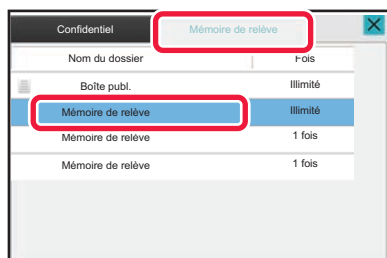 Confidentiel Mémoire de relève
Nom du dossier Fois
Boîte publ. Illimité
Mémoire de relève Illimité
Mémoire de relève 1 fois
Mémoire de relève 1 fois